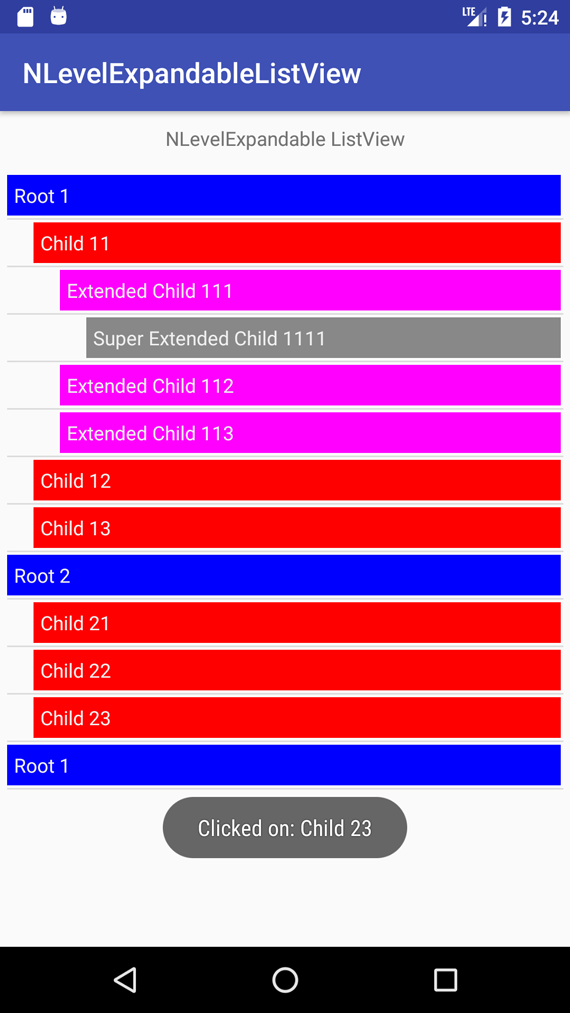 LTE 5:24
NLevelExpandableListView
NLevelExpandable ListView
Root 1
Child 11
Extended Child 111
Super Extended Child 1111
Extended Child 112
Extended Child 113
Child 12
Child 13
Root 2
Child 21
Child 22
Child 23
Root 1
Clicked on: Child 23